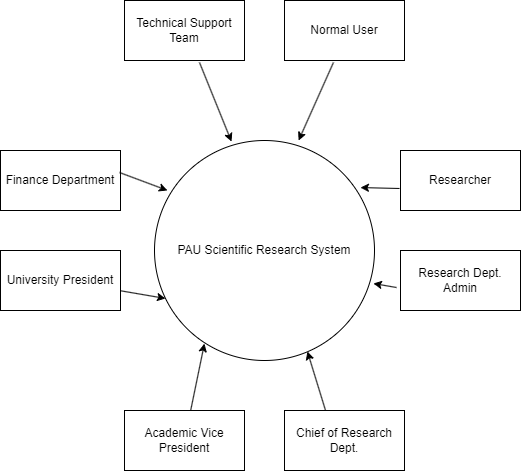 Technical Support
Team
Normal User
Finance Department
Researcher
PAU Scientific Research System
University President
Research Dept.
Admin
Academic Vice
President
Chief of Research
Dept.